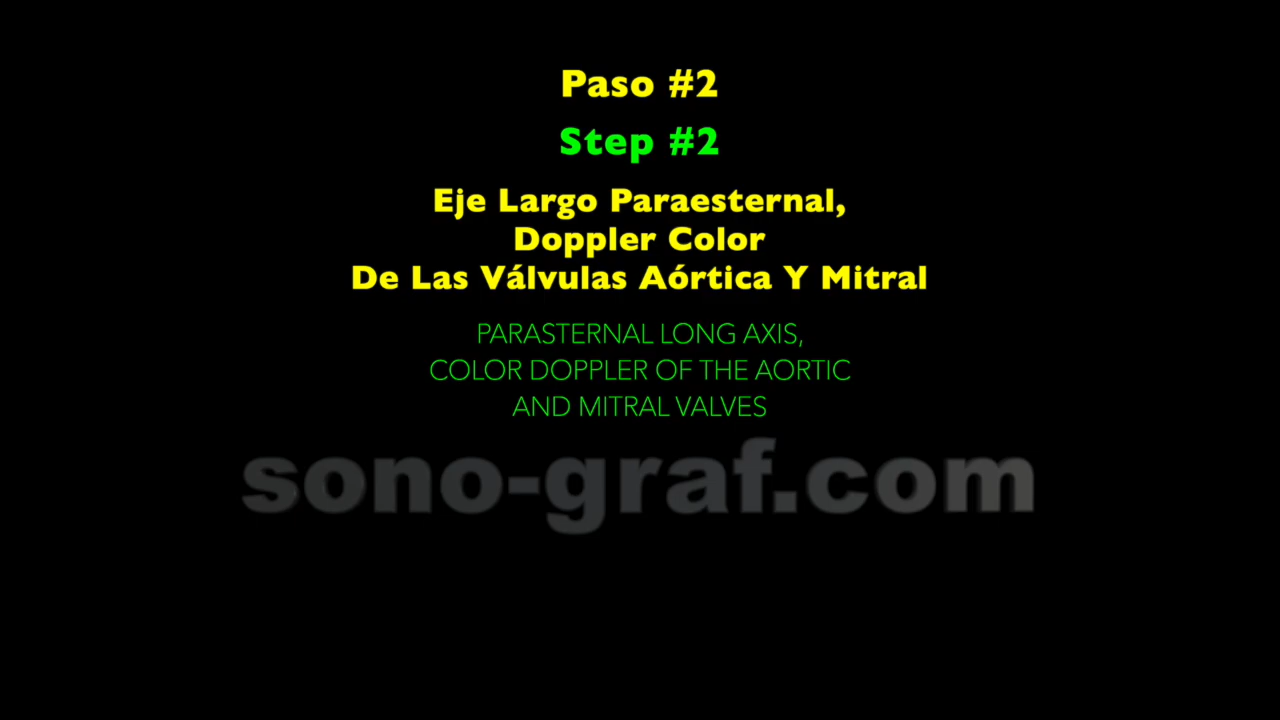 Paso #2
Step #2
Eje Largo Paraesternal,
Doppler Color
De Las Válvulas Aórtica Y Mitral
PARASTERNAL LONG AXIS,
COLOR DOPPLER OF THE AORTIC
AND MITRAL VALVES
sono-graf.com